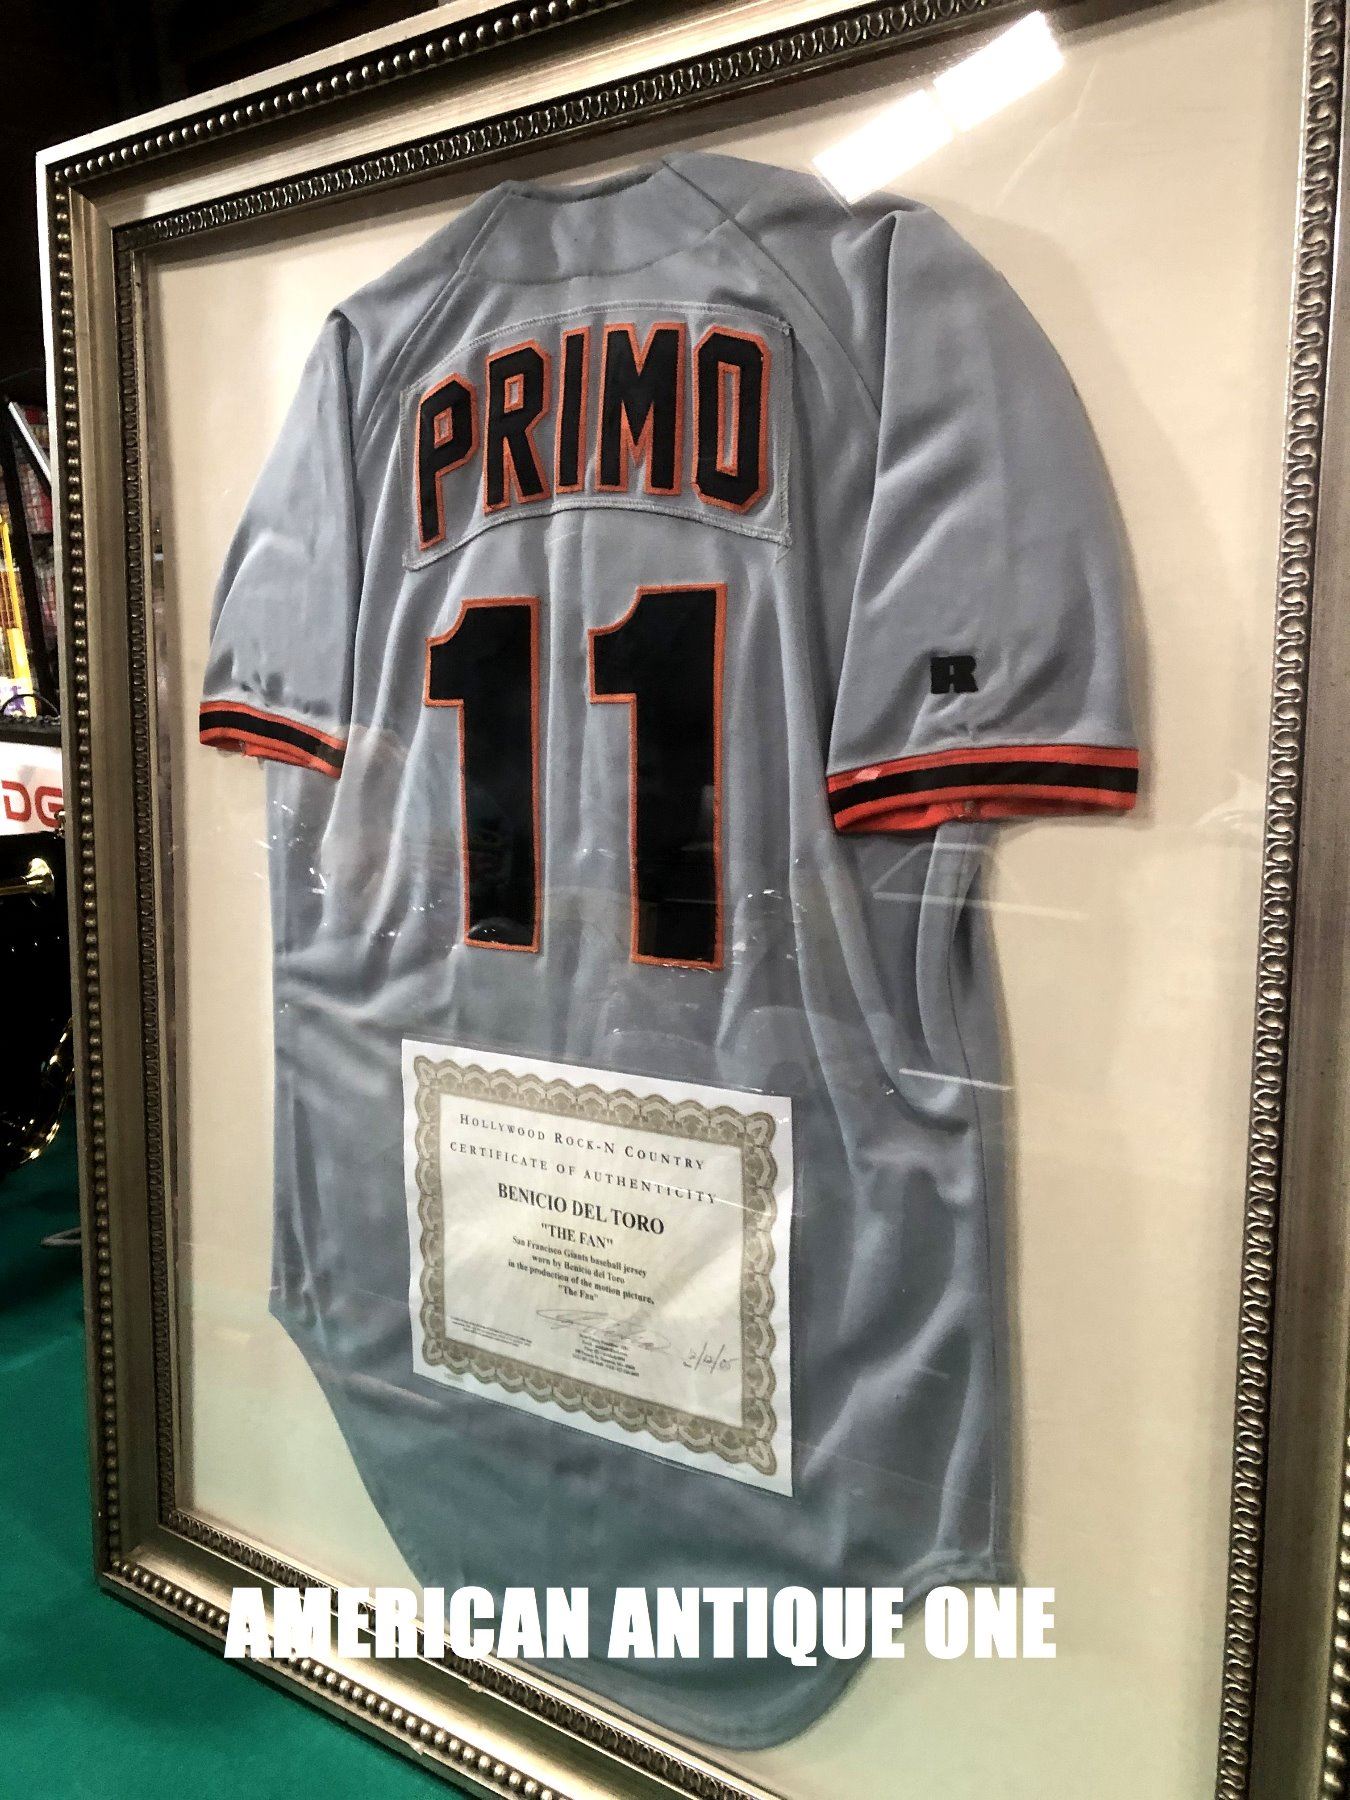 PRIMO
11
R
DG
HOLLYWOOD ROCK-N COUNTRY
CERTIFICATE OF AUTHENTICITY
BENICIO DEL TORO
"THE FAN"
San Francisco Giants baseball jersey
worn by Benicio del Toro
in the production of the motion picture,
"The Fan"
AMERICAN ANTIQUE ONE